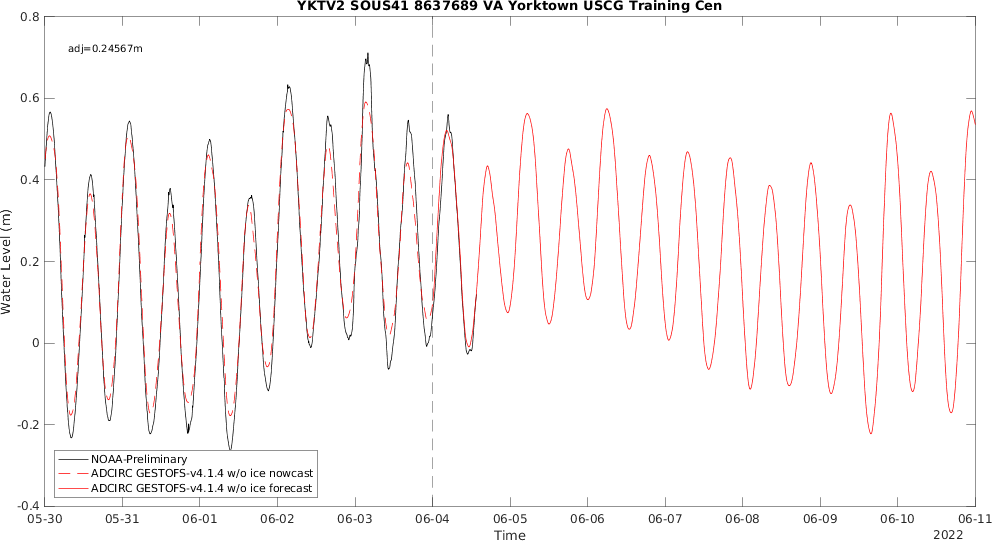 YKTV2 SOUS41 8637689 VA Yorktown USCG Training Cen
adj=0.24567m
Water Level (m)
0.8
0.6
0.4
0.2
0
-0.2
-0.4
NOAA-Preliminary
ADCIRC GESTOFS-v4.1.4 w/o ice nowcast
ADCIRC GESTOFS-v4.1.4 w/o ice forecast
05-30 05-31 06-01 06-02 06-03 06-04 06-05 06-06 06-07 06-08 06-09 06-10 06-11
Time
2022